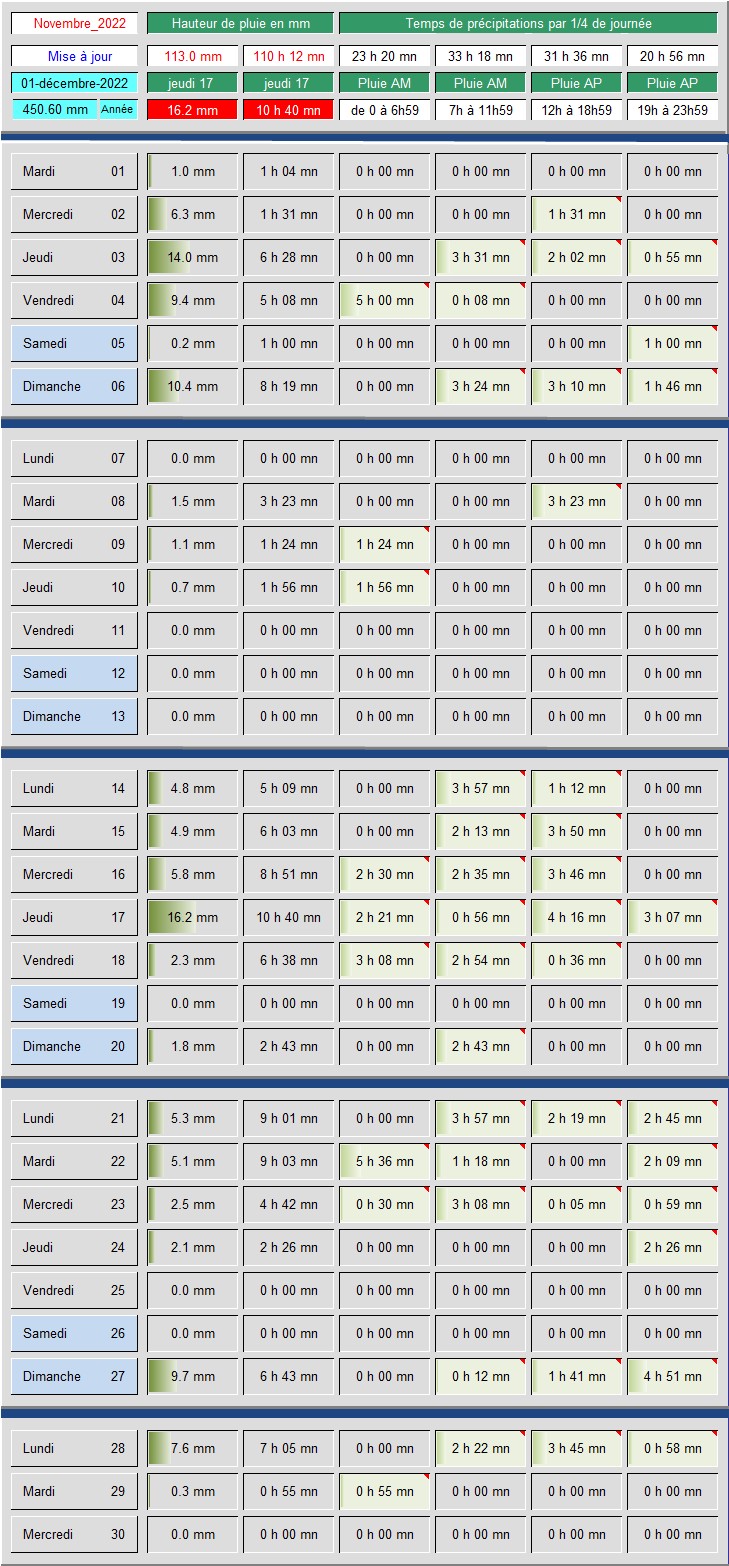 Novembre_2022 Hauteur de pluie en mm Temps de précipitations par 1/4 de journée
Mise à jour 113.0 mm 110 h 12 mn 23 h 20 mn 33 h 18 mn 31 h 36 mn 20 h 56 mn
01-décembre-2022 jeudi 17 jeudi 17 Pluie AM Pluie AM Pluie AP Pluie AP
450.60 mm Année 16.2 mm 10 h 40 mn de 0 à 6h59 7h à 11h59 12h à 18h59 19h à 23h59
Mardi 01 1.0 mm 1 h 04 mn 0 h 00 mn 0 h 00 mn 0 h 00 mn 0 h 00 mn
Mercredi 02 6.3 mm 1 h 31 mn 0 h 00 mn 0 h 00 mn 1 h 31 mn 0 h 00 mn
Jeudi 03 14.0 mm 6 h 28 mn 0 h 00 mn 3 h 31 mn 2 h 02 mn 0 h 55 mn
Vendredi 04 9.4 mm 5 h 08 mn 5 h 00 mn 0 h 08 mn 0 h 00 mn 0 h 00 mn
Samedi 05 0.2 mm 1 h 00 mn 0 h 00 mn 0 h 00 mn 0 h 00 mn 1 h 00 mn
Dimanche 06 10.4 mm 8 h 19 mn 0 h 00 mn 3 h 24 mn 3 h 10 mn 1 h 46 mn
Lundi 07 0.0 mm 0 h 00 mn 0 h 00 mn 0 h 00 mn 0 h 00 mn 0 h 00 mn
Mardi 08 1.5 mm 3 h 23 mn 0 h 00 mn 0 h 00 mn 3 h 23 mn 0 h 00 mn
Mercredi 09 1.1 mm 1 h 24 mn 1 h 24 mn 0 h 00 mn 0 h 00 mn 0 h 00 mn
Jeudi 10 0.7 mm 1 h 56 mn 1 h 56 mn 0 h 00 mn 0 h 00 mn 0 h 00 mn
Vendredi 11 0.0 mm 0 h 00 mn 0 h 00 mn 0 h 00 mn 0 h 00 mn 0 h 00 mn
Samedi 12 0.0 mm 0 h 00 mn 0 h 00 mn 0 h 00 mn 0 h 00 mn 0 h 00 mn
Dimanche 13 0.0 mm 0 h 00 mn 0 h 00 mn 0 h 00 mn 0 h 00 mn 0 h 00 mn
Lundi 14 4.8 mm 5 h 09 mn 0 h 00 mn 3 h 57 mn 1 h 12 mn 0 h 00 mn
Mardi 15 4.9 mm 6 h 03 mn 0 h 00 mn 2 h 13 mn 3 h 50 mn 0 h 00 mn
Mercredi 16 5.8 mm 8 h 51 mn 2 h 30 mn 2 h 35 mn 3 h 46 mn 0 h 00 mn
Jeudi 17 16.2 mm 10 h 40 mn 2 h 21 mn 0 h 56 mn 4 h 16 mn 3 h 07 mn
Vendredi 18 2.3 mm 6 h 38 mn 3 h 08 mn 2 h 54 mn 0 h 36 mn 0 h 00 mn
Samedi 19 0.0 mm 0 h 00 mn 0 h 00 mn 0 h 00 mn 0 h 00 mn 0 h 00 mn
Dimanche 20 1.8 mm 2 h 43 mn 0 h 00 mn 2 h 43 mn 0 h 00 mn 0 h 00 mn
Lundi 21 5.3 mm 9 h 01 mn 0 h 00 mn 3 h 57 mn 2 h 19 mn 2 h 45 mn
Mardi 22 5.1 mm 9 h 03 mn 5 h 36 mn 1 h 18 mn 0 h 00 mn 2 h 09 mn
Mercredi 23 2.5 mm 4 h 42 mn 0 h 30 mn 3 h 08 mn 0 h 05 mn 0 h 59 mn
Jeudi 24 2.1 mm 2 h 26 mn 0 h 00 mn 0 h 00 mn 0 h 00 mn 2 h 26 mn
Vendredi 25 0.0 mm 0 h 00 mn 0 h 00 mn 0 h 00 mn 0 h 00 mn 0 h 00 mn
Samedi 26 0.0 mm 0 h 00 mn 0 h 00 mn 0 h 00 mn 0 h 00 mn 0 h 00 mn
Dimanche 27 9.7 mm 6 h 43 mn 0 h 00 mn 0 h 12 mn 1 h 41 mn 4 h 51 mn
Lundi 28 7.6 mm 7 h 05 mn 0 h 00 mn 2 h 22 mn 3 h 45 mn 0 h 58 mn
Mardi 29 0.3 mm 0 h 55 mn 0 h 55 mn 0 h 00 mn 0 h 00 mn 0 h 00 mn
Mercredi 30 0.0 mm 0 h 00 mn 0 h 00 mn 0 h 00 mn 0 h 00 mn 0 h 00 mn